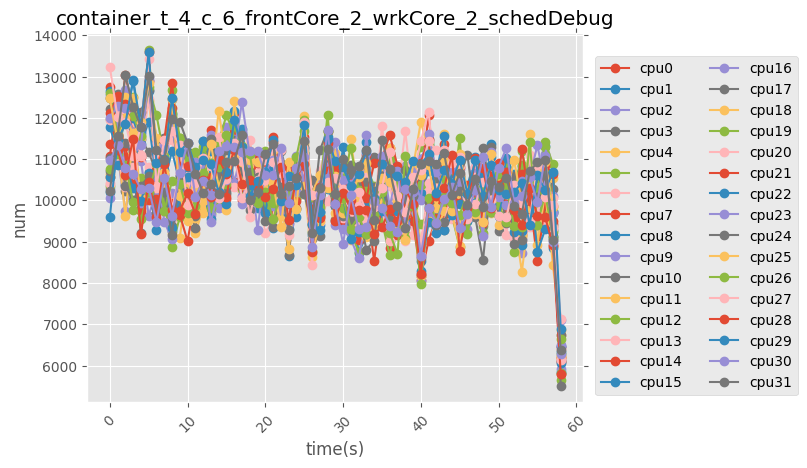 container_t_4_c_6_frontCore_2_wrkCore_2_schedDebug
14000
13000
12000
11000
10000
9000
8000
7000
6000
num
0
10
20
30
40
50
60
time(s)
cpu0
cpu1
cpu2
cpu3
cpu4
cpu5
cpu6
cpu7
cpu8
cpu9
cpu10
cpu11
cpu12
cpu13
cpu14
cpu15
cpu16
cpu17
cpu18
cpu19
cpu20
cpu21
cpu22
cpu23
cpu24
cpu25
cpu26
cpu27
cpu28
cpu29
cpu30
cpu31